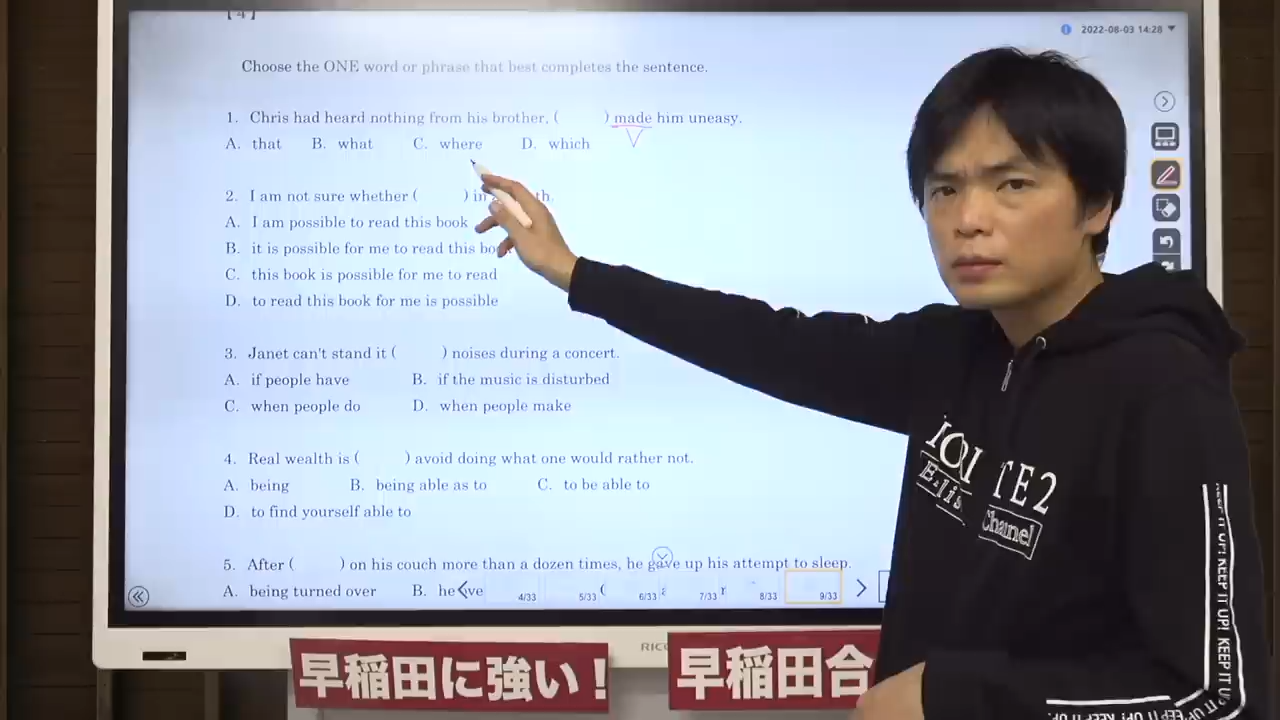 【4】
2022-08-03 14:28
Choose the ONE word or phrase that best completes the sentence.
1. Chris had heard nothing from his brother, ( ) made him uneasy.
V
A. that B. what C. where D. which
2. I am not sure whether ( ) in
A. I am possible to read this book
B. it is possible for me to read this
C. this book is possible for me to read
D. to read this book for me is possible
3. Janet can't stand it ( ) noises during a concert.
A. if people have B. if the music is disturbed
C. when people do D. when people make
4. Real wealth is ( ) avoid doing what one would rather not.
A. being B. being able as to C. to be able to
D. to find yourself able to
5. After ( ) on his couch more than a dozen times, he gave up his attempt to sleep.
A. being turned over B. he
4/33 5/33 6/33 7/33 8/33 9/33
RICO
早稲田に強い!
早稲田合
Channel
KEEP IT UP! KEEP IT UP!